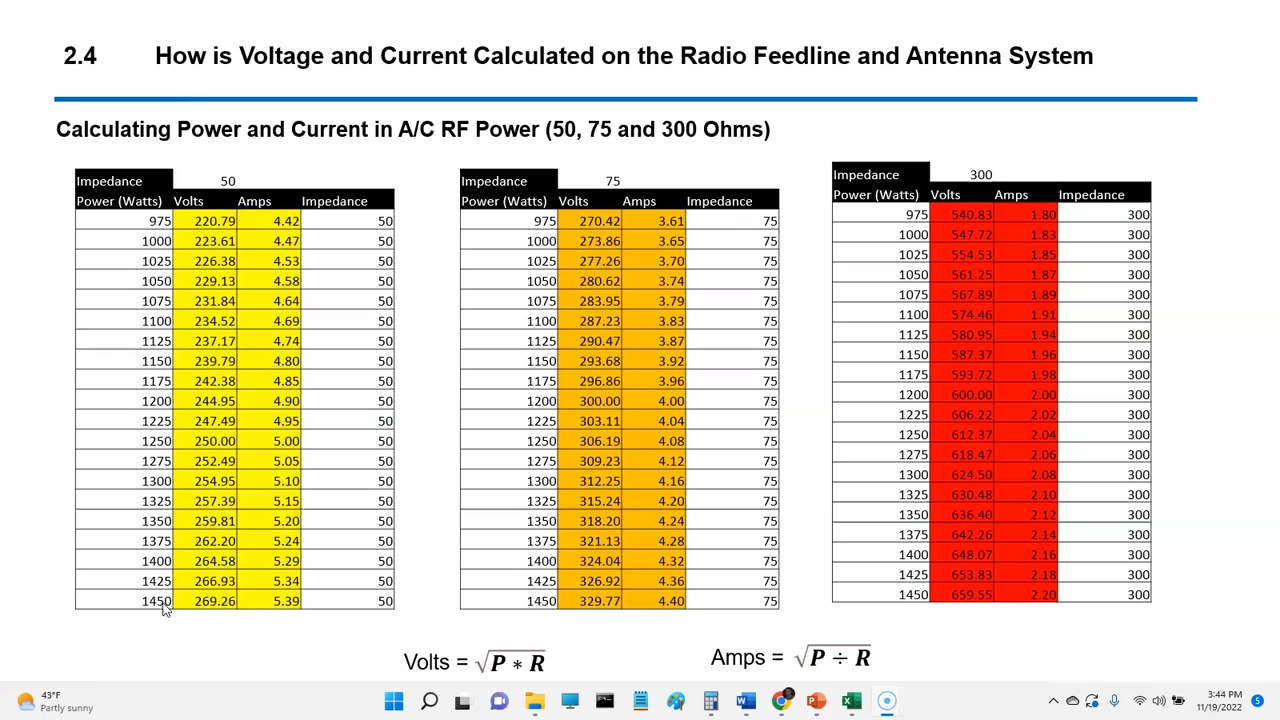 2.4 How is Voltage and Current Calculated on the Radio Feedline and Antenna System
Calculating Power and Current in A/C RF Power (50, 75 and 300 Ohms)
Impedance 50
Power (Watts) Volts Amps Impedance
975 220.79 4.42 50
1000 223.61 4.47 50
1025 226.38 4.53 50
1050 229.13 4.58 50
1075 231.84 4.64 50
1100 234.52 4.69 50
1125 237.17 4.74 50
1150 239.79 4.80 50
1175 242.38 4.85 50
1200 244.95 4.90 50
1225 247.49 4.95 50
1250 250.00 5.00 50
1275 252.49 5.05 50
1300 254.95 5.10 50
1325 257.39 5.15 50
1350 259.81 5.20 50
1375 262.20 5.24 50
1400 264.58 5.29 50
1425 266.93 5.34 50
1450 269.26 5.39 50
Impedance 75
Power (Watts) Volts Amps Impedance
975 270.42 3.61 75
1000 273.86 3.65 75
1025 277.26 3.70 75
1050 280.62 3.74 75
1075 283.95 3.79 75
1100 287.23 3.83 75
1125 290.47 3.87 75
1150 293.68 3.92 75
1175 296.86 3.96 75
1200 300.00 4.00 75
1225 303.11 4.04 75
1250 306.19 4.08 75
1275 309.23 4.12 75
1300 312.25 4.16 75
1325 315.24 4.20 75
1350 318.20 4.24 75
1375 321.13 4.28 75
1400 324.04 4.32 75
1425 326.92 4.36 75
1450 329.77 4.40 75
Impedance 300
Power (Watts) Volts Amps Impedance
975 540.83 1.80 300
1000 547.72 1.83 300
1025 554.53 1.85 300
1050 561.25 1.87 300
1075 567.89 1.89 300
1100 574.46 1.91 300
1125 580.95 1.94 300
1150 587.37 1.96 300
1175 593.72 1.98 300
1200 600.00 2.00 300
1225 606.22 2.02 300
1250 612.37 2.04 300
1275 618.47 2.06 300
1300 624.50 2.08 300
1325 630.48 2.10 300
1350 636.40 2.12 300
1375 642.26 2.14 300
1400 648.07 2.16 300
1425 653.83 2.18 300
1450 659.55 2.20 300
Volts = √P * R
Amps = √P ÷ R
43°F
Partly sunny
3:44 PM
11/19/2022
5